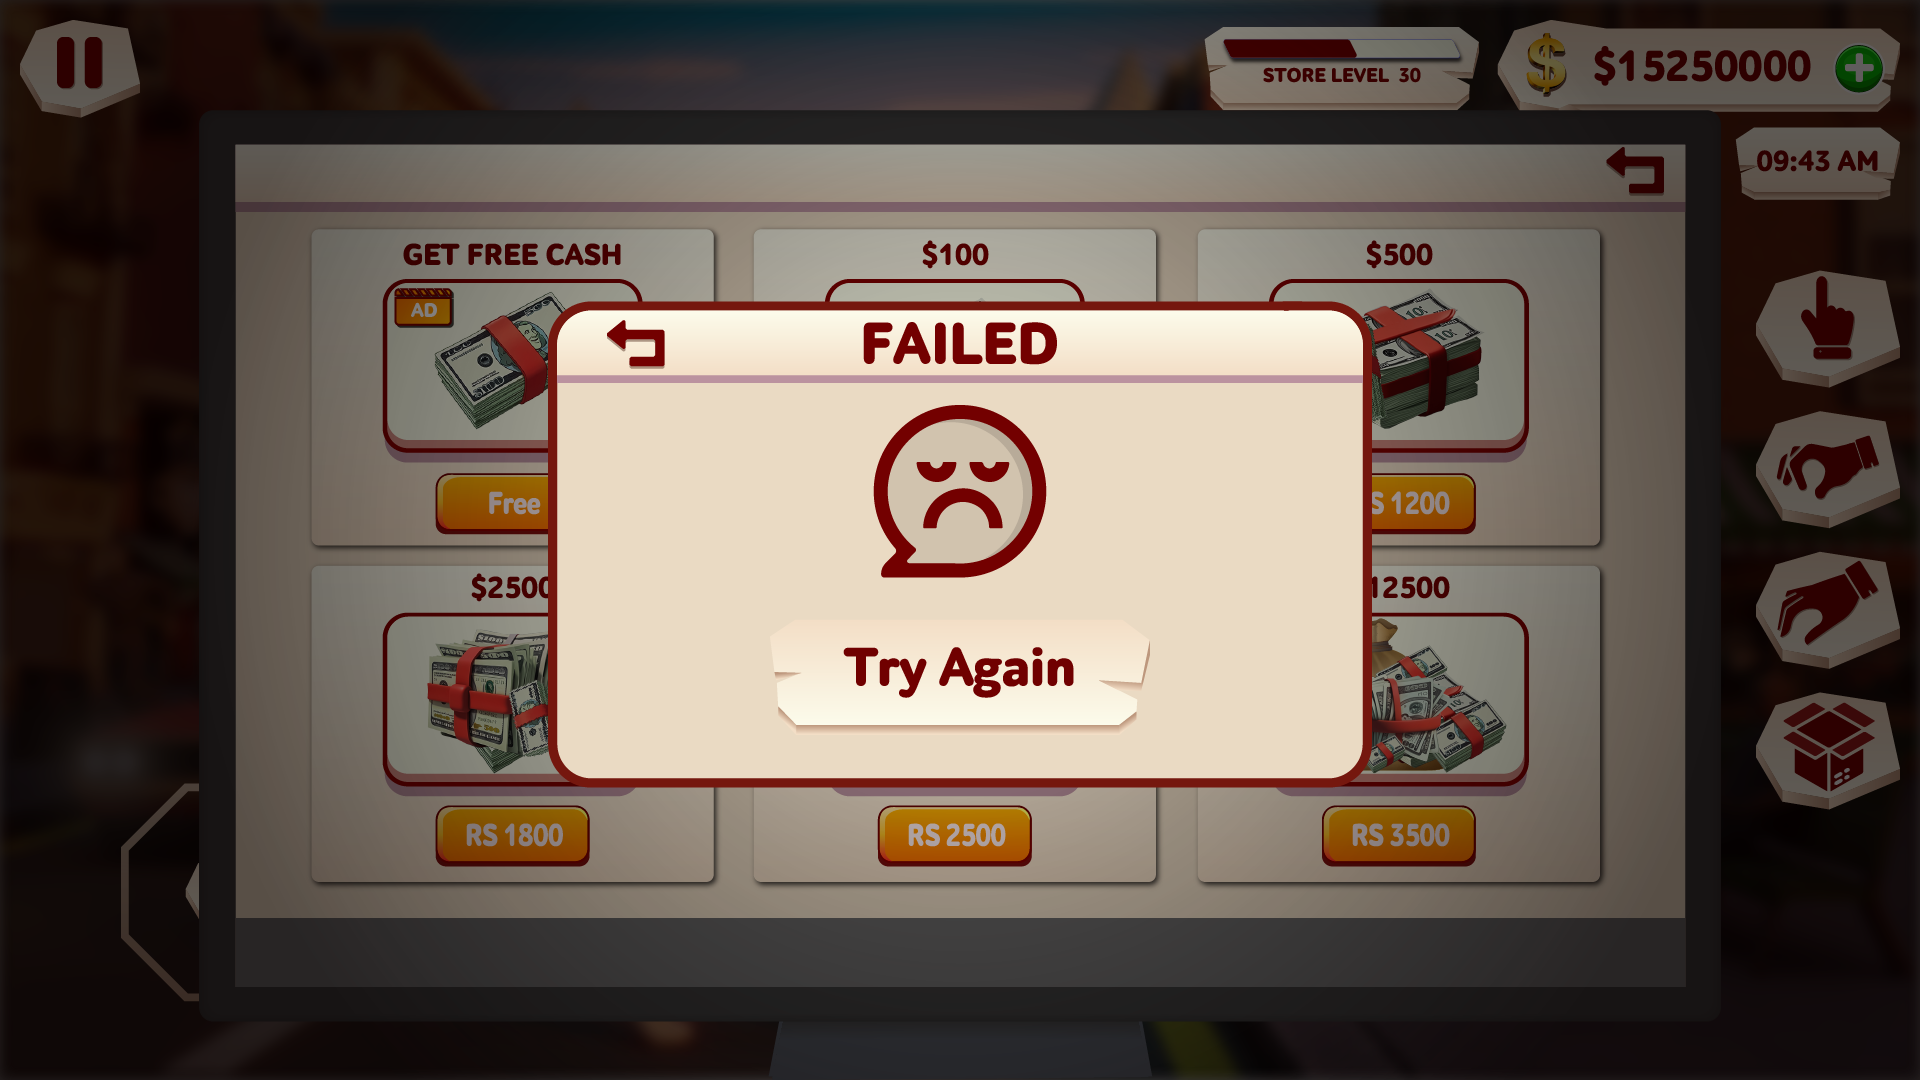 STORE LEVEL 30
$15250000
09:43 AM
GET FREE CASH
$100
$500
AD
FAILED
Free
S 1200
$2500
12500
Try Again
RS 1800
RS 2500
RS 3500